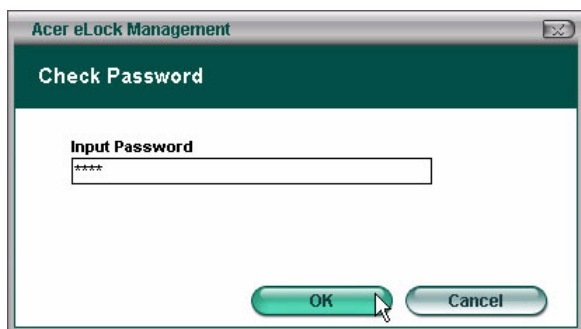 Acer eLock Management
Check Password
Input Password
****
OK
Cancel